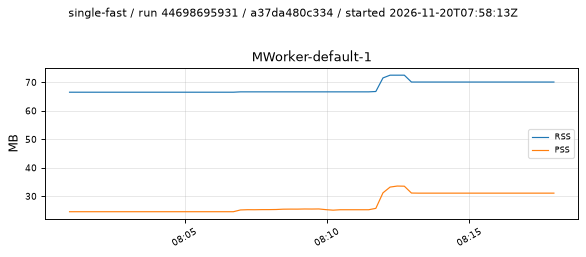 single-fast / run 44698695931 / a37da480c334 / started 2026-11-20T07:58:13Z
MWorker-default-1
MB
70
60
50
40
30
RSS
PSS
08:05
08:10
08:15